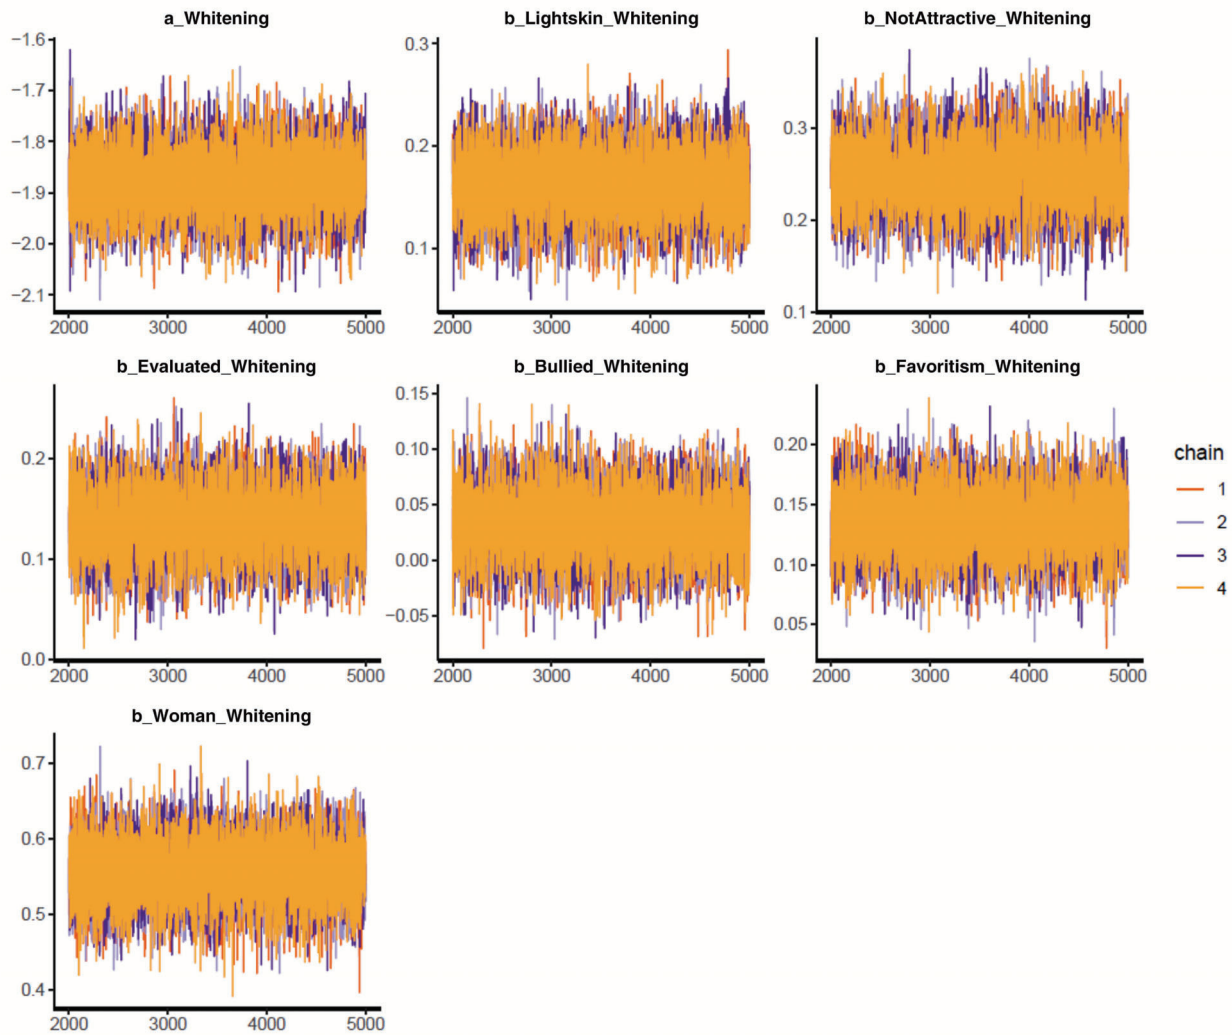 a_Whitening
b_Lightskin_Whitening
b_NotAttractive_Whitening
−1.6
−1.7
−1.8
−1.9
−2.0
−2.1
2000 3000 4000 5000
0.3
0.2
0.1
2000 3000 4000 5000
0.3
0.2
0.1
2000 3000 4000 5000
b_Evaluated_Whitening
b_Bullied_Whitening
b_Favoritism_Whitening
0.2
0.1
0.0
2000 3000 4000 5000
0.15
0.10
0.05
0.00
−0.05
2000 3000 4000 5000
0.20
0.15
0.10
0.05
2000 3000 4000 5000
chain
1
2
3
4
b_Woman_Whitening
0.7
0.6
0.5
0.4
2000 3000 4000 5000